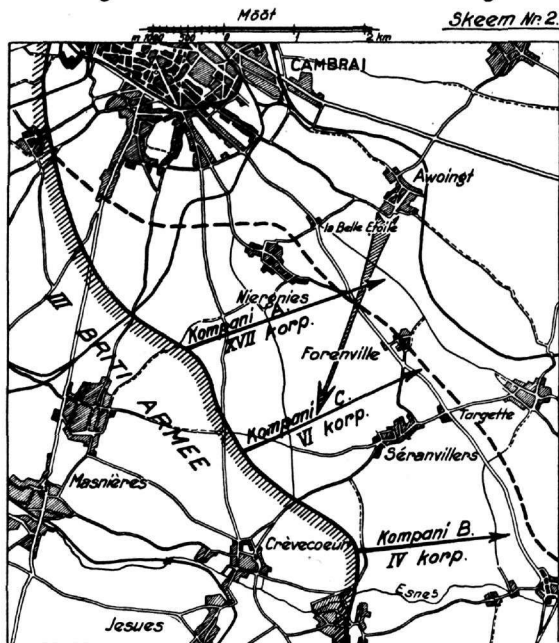 Mõõt
Skeem Nr. 2.
m 1000 500 0 1 2 km
CAMBRAI
Awoingt
la Belle Etoile
Niergnies
Kompani A.
XVII korp.
Forenville
III BRITI ARMEE
Kompani C.
VI korp.
Targette
Séranvillers
Masnières
Crèvecoeur
Kompani B.
IV korp.
Esnes
Jesues